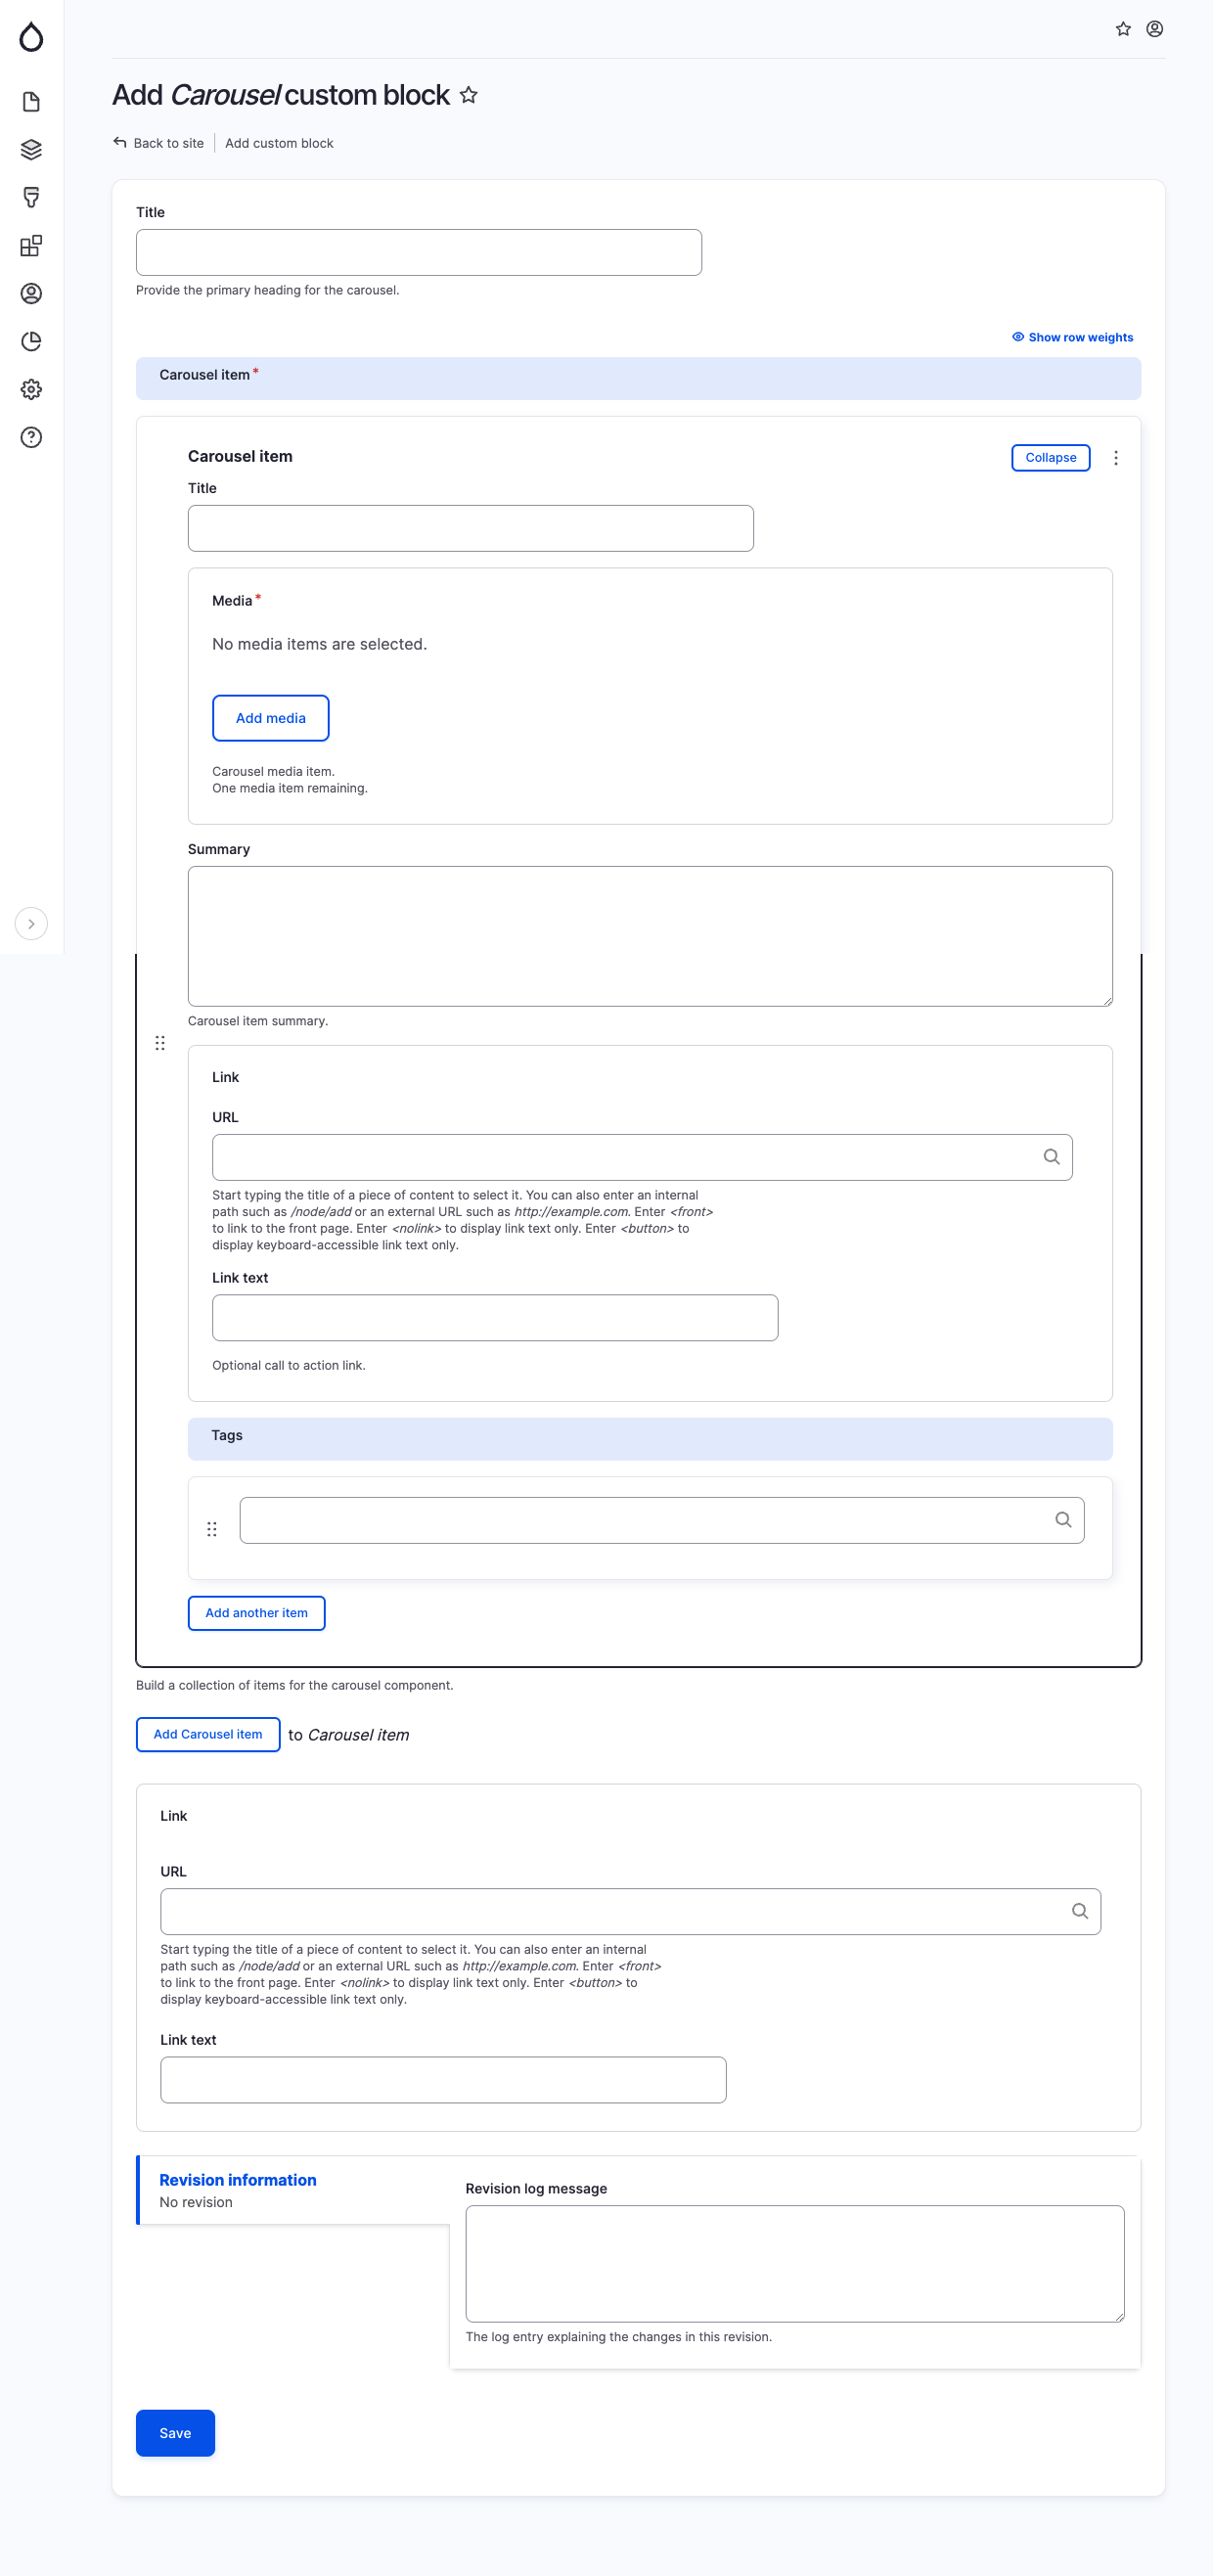 Add Carousel custom block
Back to site
Add custom block
Title
Provide the primary heading for the carousel.
Show row weights
Carousel item*
Carousel item
Collapse
Title
Media*
No media items are selected.
Add media
Carousel media item.
One media item remaining.
Summary
Carousel item summary.
Link
URL
Start typing the title of a piece of content to select it. You can also enter an internal
path such as /node/add or an external URL such as http://example.com. Enter <front>
to link to the front page. Enter <nolink> to display link text only. Enter <button> to
display keyboard-accessible link text only.
Link text
Optional call to action link.
Tags
Add another item
Build a collection of items for the carousel component.
Add Carousel item to Carousel item
Link
URL
Start typing the title of a piece of content to select it. You can also enter an internal
path such as /node/add or an external URL such as http://example.com. Enter <front>
to link to the front page. Enter <nolink> to display link text only. Enter <button> to
display keyboard-accessible link text only.
Link text
Revision information
No revision
Revision log message
The log entry explaining the changes in this revision.
Save